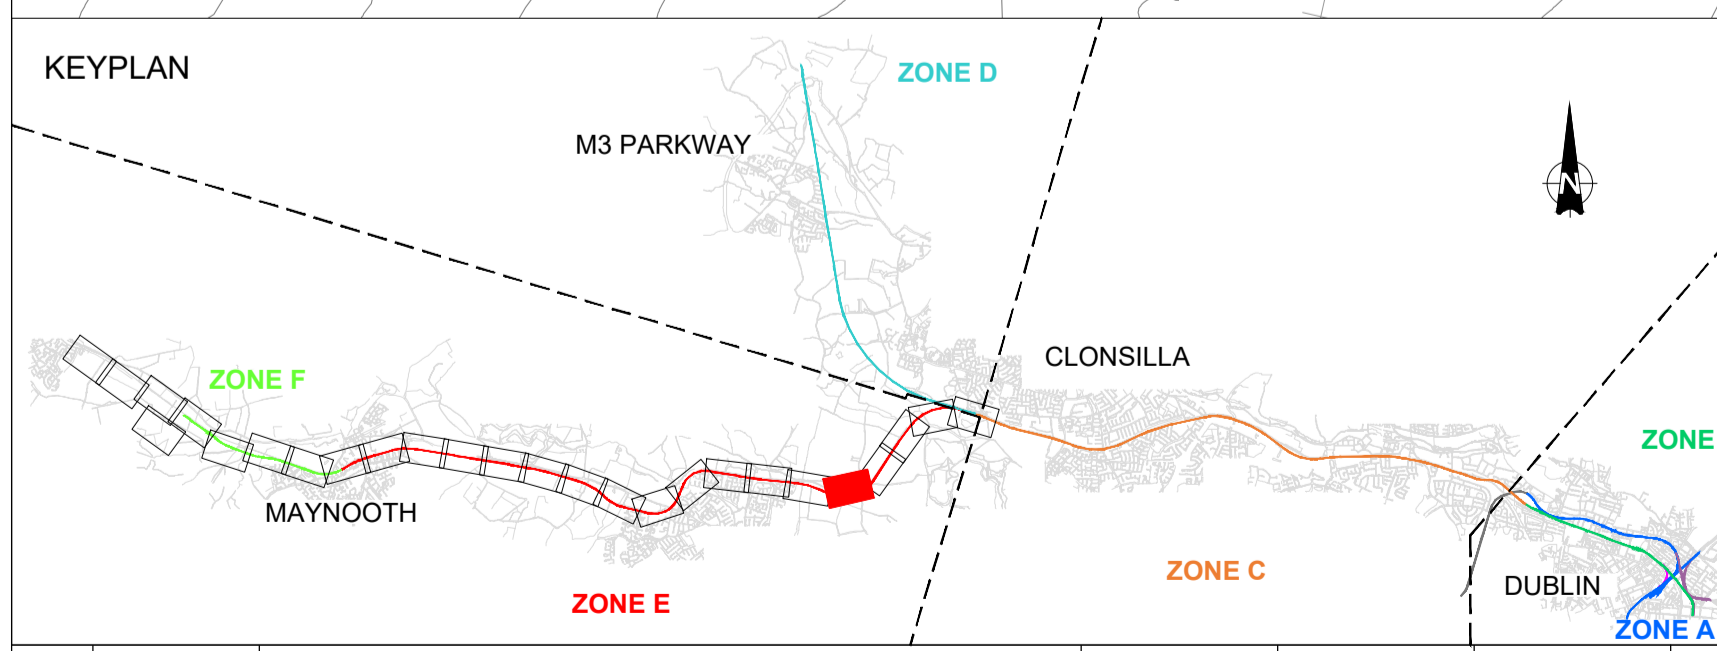 KEYPLAN
ZONE D
M3 PARKWAY
N
CLONSILLA
ZONE F
ZONE
MAYNOOTH
ZONE C
DUBLIN
ZONE E
ZONE A